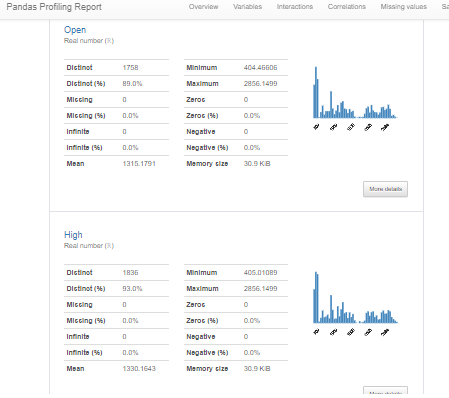 Pandas Profiling Report
Overview Variables Interactions Correlations Missing values Sa
Open
Real number (ℝ)
Distinct 1758 Minimum 404.46606
Distinct (%) 89.0% Maximum 2856.1499
Missing 0 Zeros 0
Missing (%) 0.0% Zeros (%) 0.0%
Infinite 0 Negative 0
Infinite (%) 0.0% Negative (%) 0.0%
Mean 1315.1791 Memory size 30.9 KiB
More details
High
Real number (ℝ)
Distinct 1836 Minimum 405.01089
Distinct (%) 93.0% Maximum 2856.1499
Missing 0 Zeros 0
Missing (%) 0.0% Zeros (%) 0.0%
Infinite 0 Negative 0
Infinite (%) 0.0% Negative (%) 0.0%
Mean 1330.1643 Memory size 30.9 KiB
More details